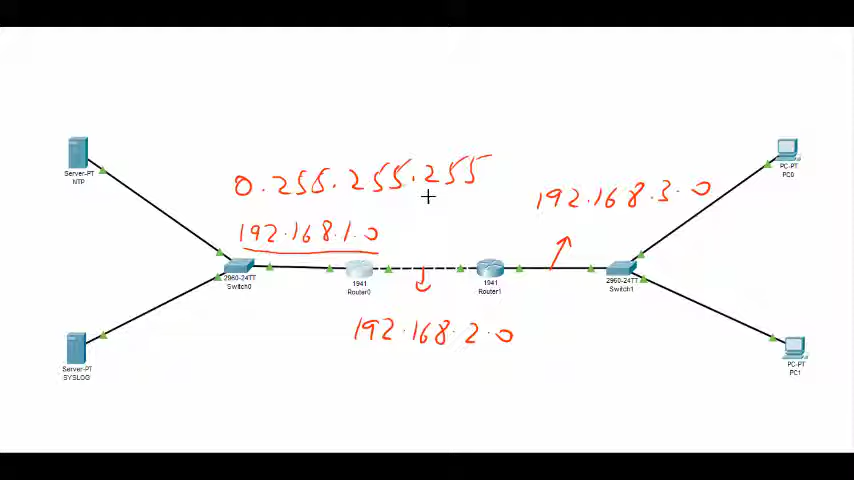 Server-PT
NTP
0.255.255.255
192.168.1.0
192.168.3.0
PC-PT
PC0
2960-24TT
Switch0
1941
Router0
1941
Router1
2960-24TT
Switch1
192.168.2.0
Server-PT
SYSLOG
PC-PT
PC1